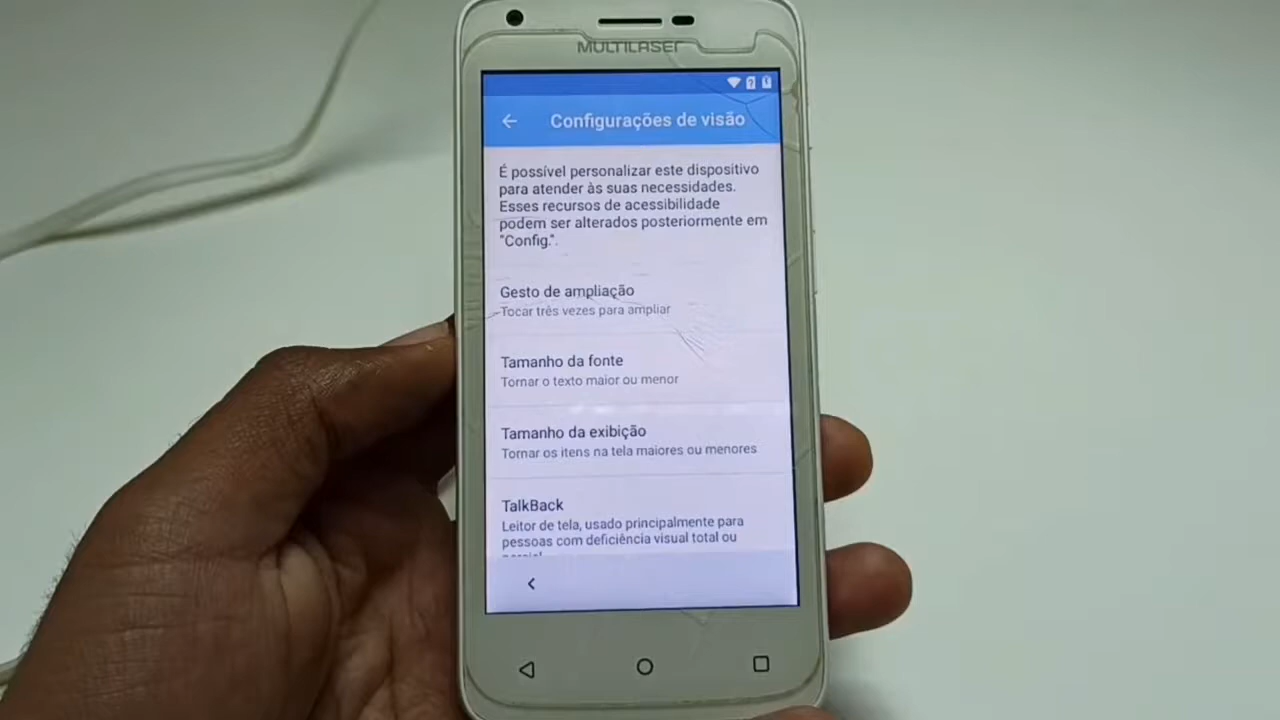 MULTILASER
Configurações de visão
É possível personalizar este dispositivo
para atender às suas necessidades.
Esses recursos de acessibilidade
podem ser alterados posteriormente em
"Config.".
Gesto de ampliação
Tocar três vezes para ampliar
Tamanho da fonte
Tornar o texto maior ou menor
Tamanho da exibição
Tornar os itens na tela maiores ou menores
TalkBack
Leitor de tela, usado principalmente para
pessoas com deficiência visual total ou